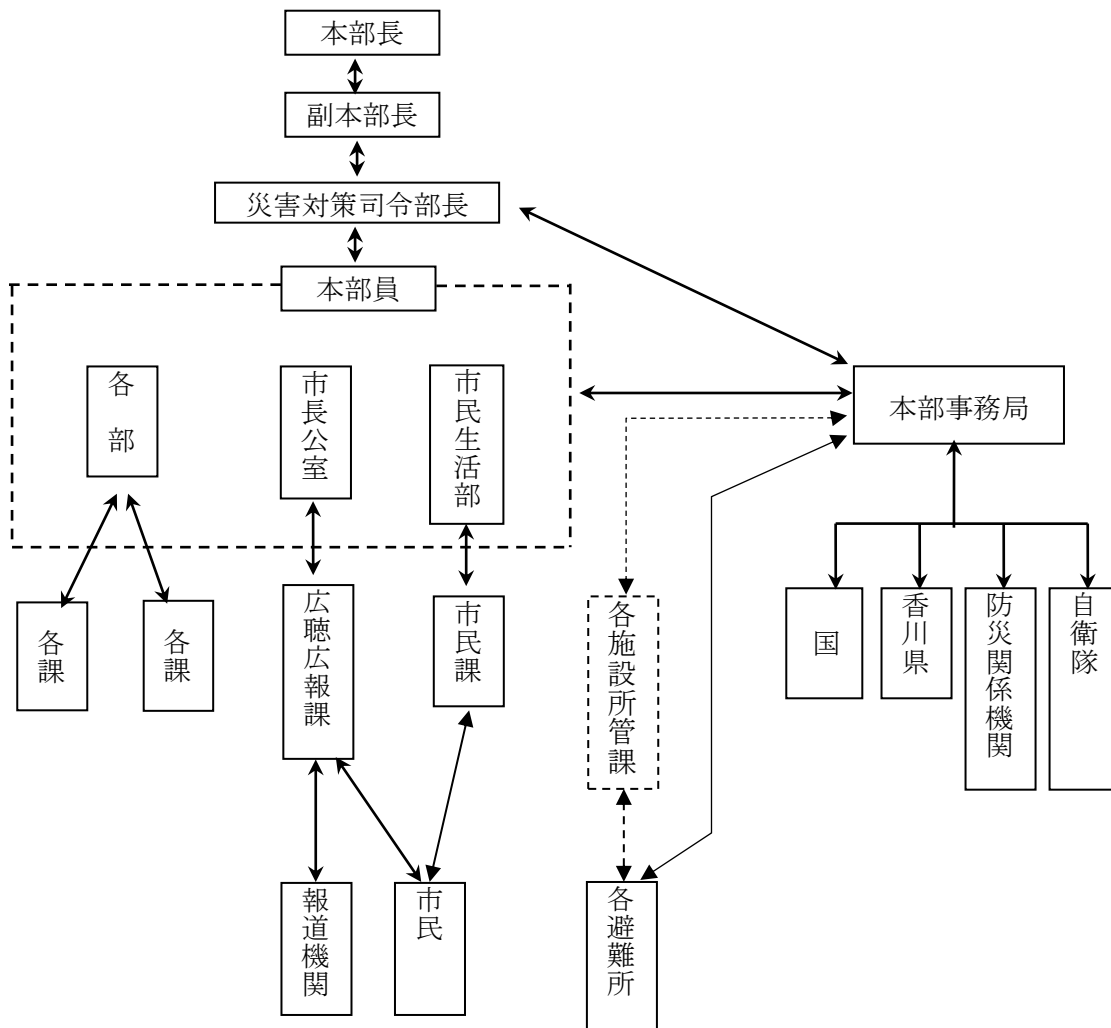 本部長
副本部長
災害対策司令部長
本部員
各部
市長公室
市民生活部
本部事務局
各課
各課
広聴広報課
市民課
各施設所管課
国
香川県
防災関係機関
自衛隊
報道機関
市民
各避難所